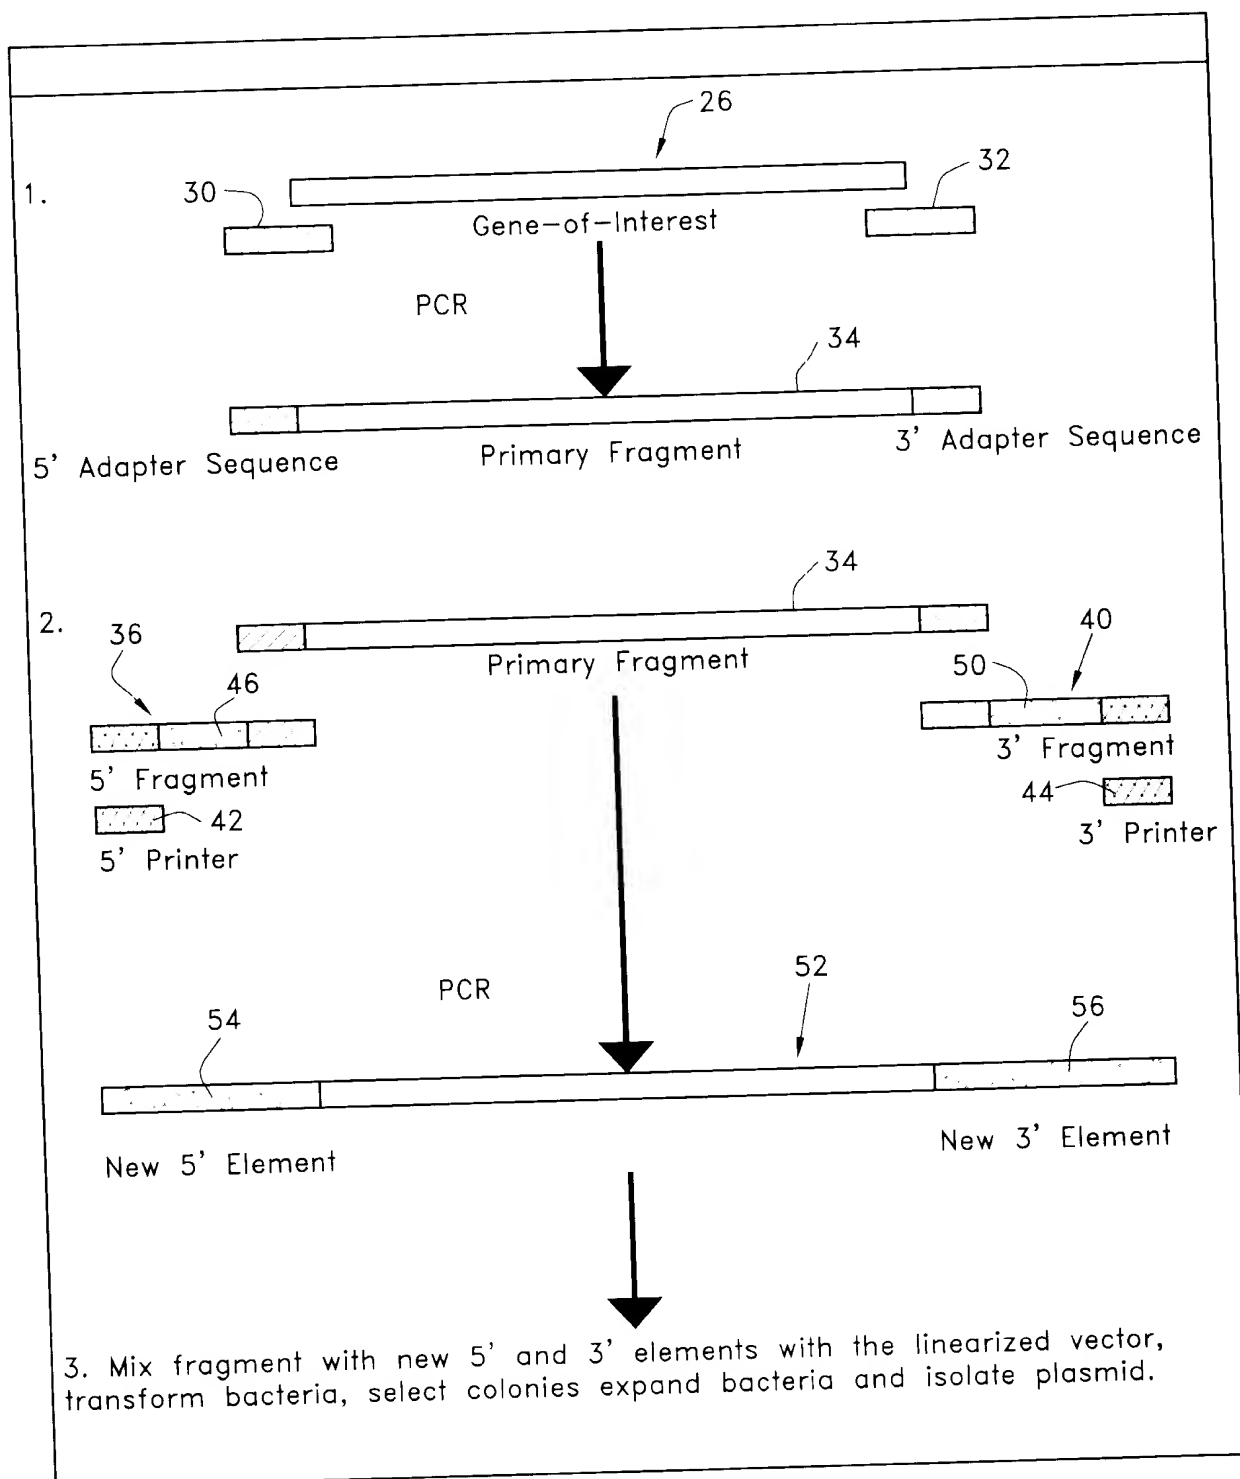 26
1.
30
32
Gene-of-Interest
PCR
34
5' Adapter Sequence
Primary Fragment
3' Adapter Sequence
34
2.
36
40
Primary Fragment
46
50
5' Fragment
3' Fragment
42
44
5' Printer
3' Printer
PCR
52
54
56
New 5' Element
New 3' Element
3. Mix fragment with new 5' and 3' elements with the linearized vector,
transform bacteria, select colonies expand bacteria and isolate plasmid.